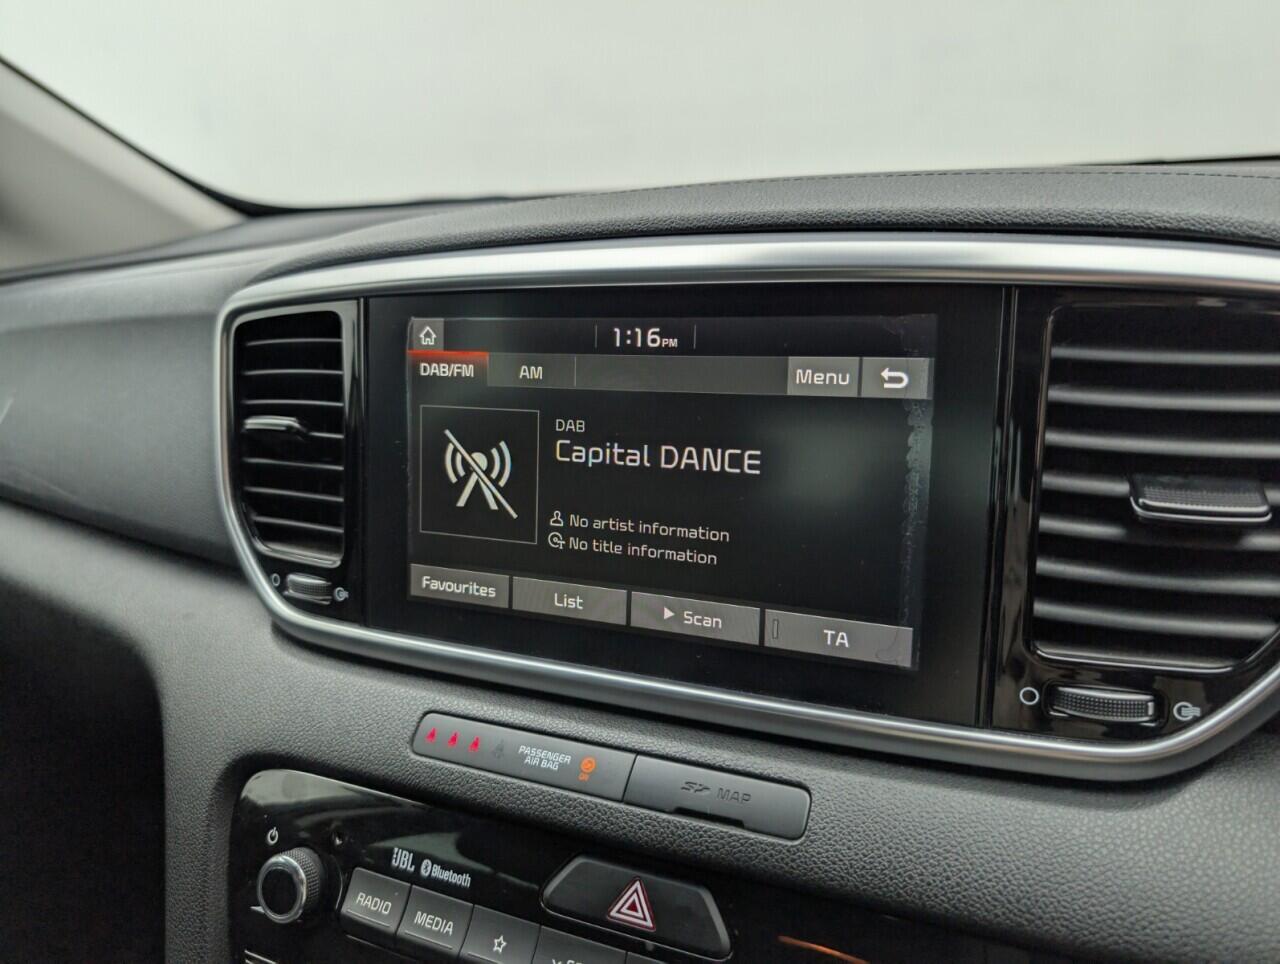 1:16PM
DAB/FM
AM
Menu
DAB
Capital DANCE
No artist information
No title information
Favourites
List
Scan
TA
PASSENGER
AIR BAG
SD MAP
JBL Bluetooth
RADIO
MEDIA